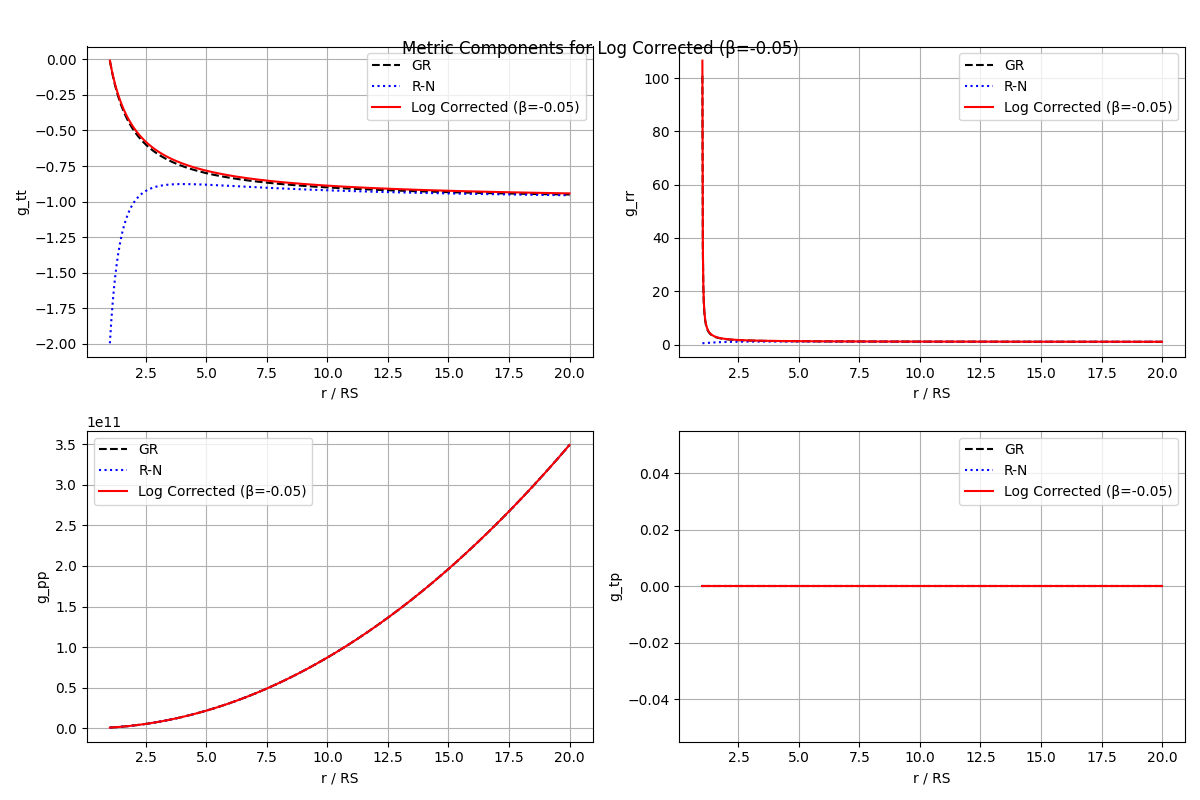 Metric Components for Log Corrected (β=-0.05)
0.00
−0.25
−0.50
−0.75
−1.00
−1.25
−1.50
−1.75
−2.00
g_tt
GR
R-N
Log Corrected (β=-0.05)
2.5 5.0 7.5 10.0 12.5 15.0 17.5 20.0
r / RS
100
80
60
40
20
0
g_rr
GR
R-N
Log Corrected (β=-0.05)
2.5 5.0 7.5 10.0 12.5 15.0 17.5 20.0
r / RS
1e11
3.5
3.0
2.5
2.0
1.5
1.0
0.5
0.0
g_pp
GR
R-N
Log Corrected (β=-0.05)
2.5 5.0 7.5 10.0 12.5 15.0 17.5 20.0
r / RS
0.04
0.02
0.00
−0.02
−0.04
g_tp
GR
R-N
Log Corrected (β=-0.05)
2.5 5.0 7.5 10.0 12.5 15.0 17.5 20.0
r / RS